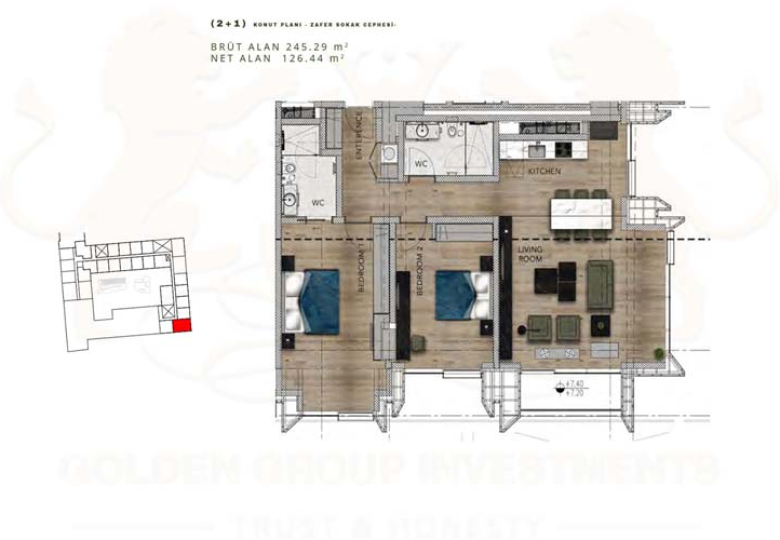 (2+1) KONUT PLANI - ZAFER SOKAK CEPHESİ-
BRÜT ALAN 245.29 m²
NET ALAN 126.44 m²
ENTERENCE
WC
WC
KITCHEN
BEDROOM 1
BEDROOM 2
LIVING
ROOM
+7.40
+7.20
GOLDEN GROUP INVESTMENTS
TRUST & HONESTY